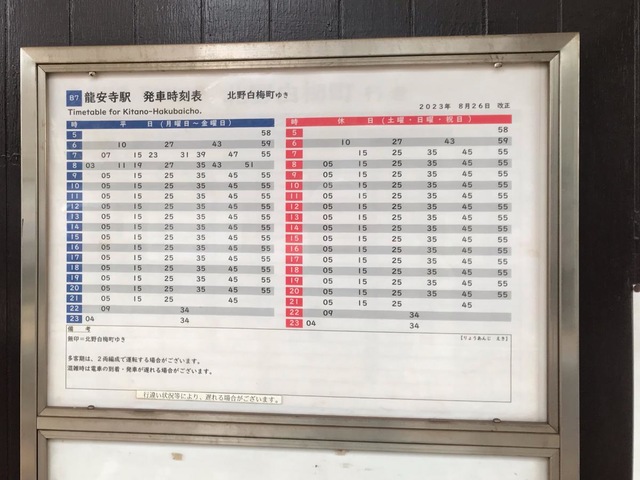 B7 龍安寺駅 発車時刻表 北野白梅町ゆき
2023年 8月26日 改正
Timetable for Kitano-Hakubaicho.
時 平 日 (月曜日～金曜日)
5 58
6 10 27 43 59
7 07 15 23 31 39 47 55
8 03 11 19 27 35 43 51
9 05 15 25 35 45 55
10 05 15 25 35 45 55
11 05 15 25 35 45 55
12 05 15 25 35 45 55
13 05 15 25 35 45 55
14 05 15 25 35 45 55
15 05 15 25 35 45 55
16 05 15 25 35 45 55
17 05 15 25 35 45 55
18 05 15 25 35 45 55
19 05 15 25 35 45 55
20 05 15 25 35 45 55
21 05 15 25 45
22 09 34
23 04 34
時 休 日 (土曜・日曜・祝日)
5 58
6 10 27 43 59
7 15 25 35 45 55
8 05 15 25 35 45 55
9 05 15 25 35 45 55
10 05 15 25 35 45 55
11 05 15 25 35 45 55
12 05 15 25 35 45 55
13 05 15 25 35 45 55
14 05 15 25 35 45 55
15 05 15 25 35 45 55
16 05 15 25 35 45 55
17 05 15 25 35 45 55
18 05 15 25 35 45 55
19 05 15 25 35 45 55
20 05 15 25 35 45 55
21 05 15 25 45
22 09 34
23 04 34
備 考
無印=北野白梅町ゆき
[りょうあんじ えき]
多客期は、2両編成で運転する場合がございます。
混雑時は電車の到着・発車が遅れる場合がございます。
行違い状況等により、遅れる場合がございます。